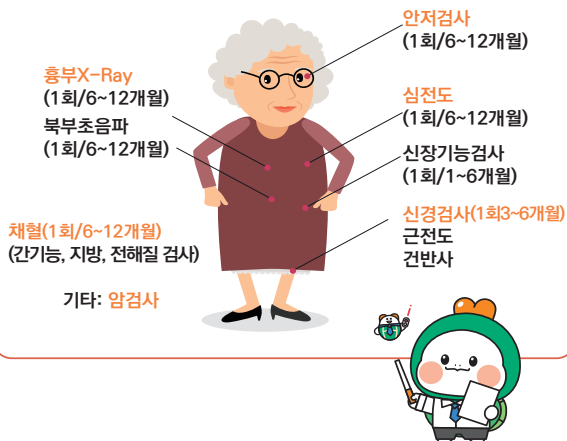 안저검사
(1회/6~12개월)
흉부X-Ray
(1회/6~12개월)
북부초음파
(1회/6~12개월)
심전도
(1회/6~12개월)
신장기능검사
(1회/1~6개월)
채혈(1회/6~12개월)
(간기능, 지방, 전해질 검사)
신경검사(1회3~6개월)
근전도
건반사
기타: 암검사